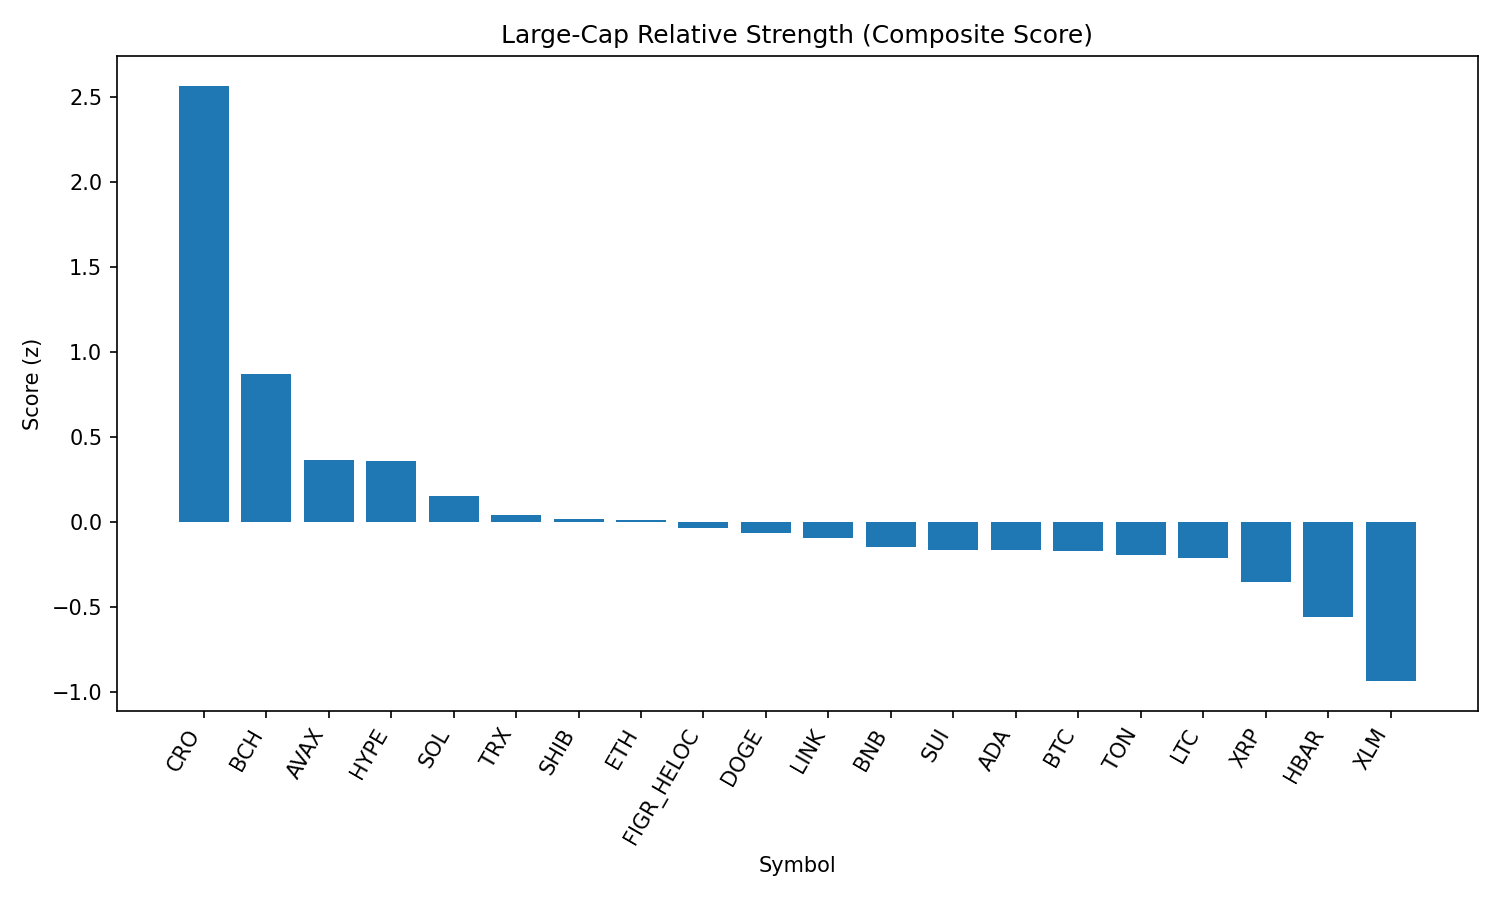 Large-Cap Relative Strength (Composite Score)
Score (z)
2.5
2.0
1.5
1.0
0.5
0.0
−0.5
−1.0
CRO
BCH
AVAX
HYPE
SOL
TRX
SHIB
ETH
FIGR_HELOC
DOGE
LINK
BNB
SUI
ADA
BTC
TON
LTC
XRP
HBAR
XLM
Symbol